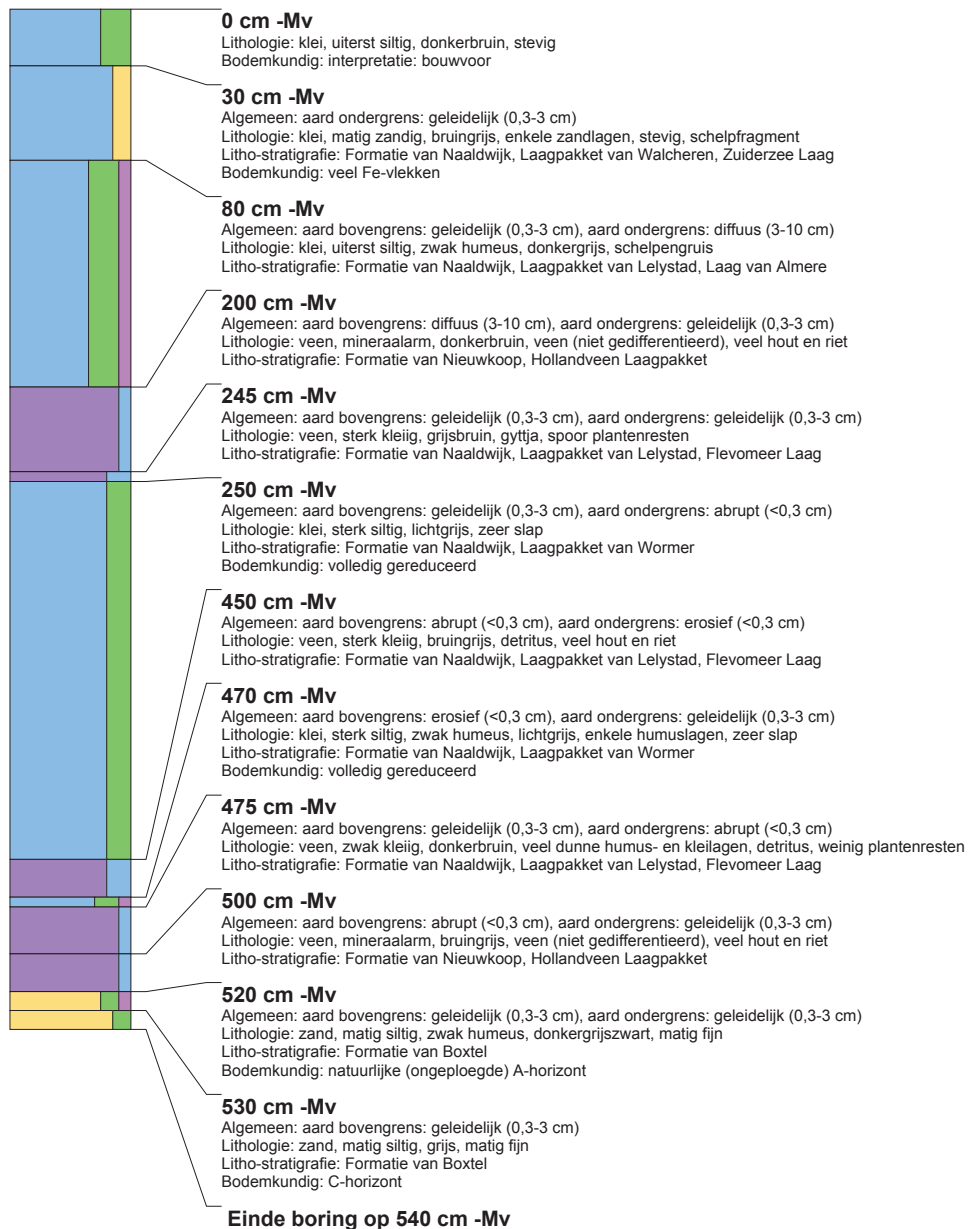 0 cm -Mv
Lithologie: klei, uiterst siltig, donkerbruin, stevig
Bodemkundig: interpretatie: bouwvoor
30 cm -Mv
Algemeen: aard ondergrens: geleidelijk (0,3-3 cm)
Lithologie: klei, matig zandig, bruingrijs, enkele zandlagen, stevig, schelpfragment
Litho-stratigrafie: Formatie van Naaldwijk, Laagpakket van Walcheren, Zuiderzee Laag
Bodemkundig: veel Fe-vlekken
80 cm -Mv
Algemeen: aard bovengrens: geleidelijk (0,3-3 cm), aard ondergrens: diffuus (3-10 cm)
Lithologie: klei, uiterst siltig, zwak humeus, donkergrijs, schelpengruis
Litho-stratigrafie: Formatie van Naaldwijk, Laagpakket van Lelystad, Laag van Almere
200 cm -Mv
Algemeen: aard bovengrens: diffuus (3-10 cm), aard ondergrens: geleidelijk (0,3-3 cm)
Lithologie: veen, mineraalarm, donkerbruin, veen (niet gedifferentieerd), veel hout en riet
Litho-stratigrafie: Formatie van Nieuwkoop, Hollandveen Laagpakket
245 cm -Mv
Algemeen: aard bovengrens: geleidelijk (0,3-3 cm), aard ondergrens: geleidelijk (0,3-3 cm)
Lithologie: veen, sterk kleiig, grijsbruin, gyttja, spoor plantenresten
Litho-stratigrafie: Formatie van Naaldwijk, Laagpakket van Lelystad, Flevomeer Laag
250 cm -Mv
Algemeen: aard bovengrens: geleidelijk (0,3-3 cm), aard ondergrens: abrupt (<0,3 cm)
Lithologie: klei, sterk siltig, lichtgrijs, zeer slap
Litho-stratigrafie: Formatie van Naaldwijk, Laagpakket van Wormer
Bodemkundig: volledig gereduceerd
450 cm -Mv
Algemeen: aard bovengrens: abrupt (<0,3 cm), aard ondergrens: erosief (<0,3 cm)
Lithologie: veen, sterk kleiig, bruingrijs, detritus, veel hout en riet
Litho-stratigrafie: Formatie van Naaldwijk, Laagpakket van Lelystad, Flevomeer Laag
470 cm -Mv
Algemeen: aard bovengrens: erosief (<0,3 cm), aard ondergrens: geleidelijk (0,3-3 cm)
Lithologie: klei, sterk siltig, zwak humeus, lichtgrijs, enkele humuslagen, zeer slap
Litho-stratigrafie: Formatie van Naaldwijk, Laagpakket van Wormer
Bodemkundig: volledig gereduceerd
475 cm -Mv
Algemeen: aard bovengrens: geleidelijk (0,3-3 cm), aard ondergrens: abrupt (<0,3 cm)
Lithologie: veen, zwak kleiig, donkerbruin, veel dunne humus- en kleilagen, detritus, weinig plantenresten
Litho-stratigrafie: Formatie van Naaldwijk, Laagpakket van Lelystad, Flevomeer Laag
500 cm -Mv
Algemeen: aard bovengrens: abrupt (<0,3 cm), aard ondergrens: geleidelijk (0,3-3 cm)
Lithologie: veen, mineraalarm, bruingrijs, veen (niet gedifferentieerd), veel hout en riet
Litho-stratigrafie: Formatie van Nieuwkoop, Hollandveen Laagpakket
520 cm -Mv
Algemeen: aard bovengrens: geleidelijk (0,3-3 cm), aard ondergrens: geleidelijk (0,3-3 cm)
Lithologie: zand, matig siltig, zwak humeus, donkergrijszwart, matig fijn
Litho-stratigrafie: Formatie van Boxtel
Bodemkundig: natuurlijke (ongeploegde) A-horizont
530 cm -Mv
Algemeen: aard bovengrens: geleidelijk (0,3-3 cm)
Lithologie: zand, matig siltig, grijs, matig fijn
Litho-stratigrafie: Formatie van Boxtel
Bodemkundig: C-horizont
Einde boring op 540 cm -Mv